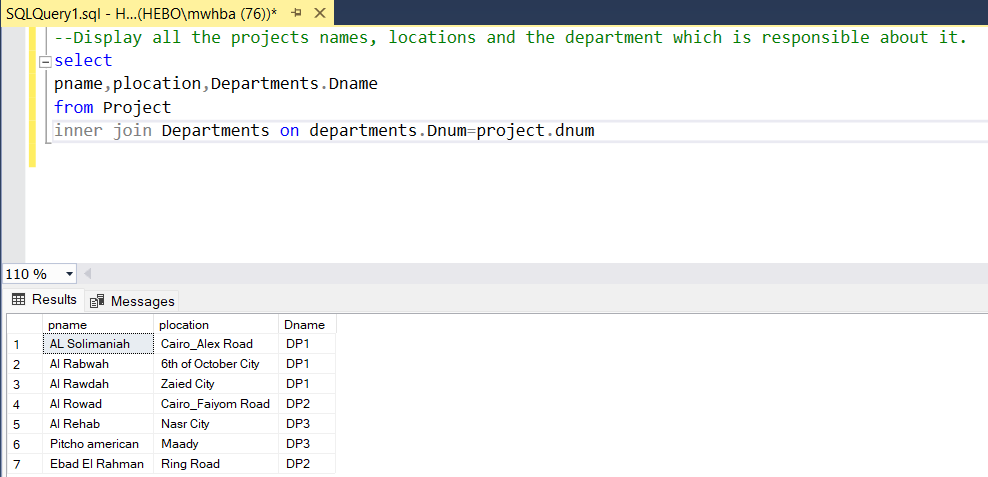 SQLQuery1.sql - H...(HEBO\mwhba (76))*
--Display all the projects names, locations and the department which is responsible about it.
select
pname,plocation,Departments.Dname
from Project
inner join Departments on departments.Dnum=project.dnum
110 %
Results Messages
pname plocation Dname
1 AL Solimaniah Cairo_Alex Road DP1
2 Al Rabwah 6th of October City DP1
3 Al Rawdah Zaied City DP1
4 Al Rowad Cairo_Faiyom Road DP2
5 Al Rehab Nasr City DP3
6 Pitcho american Maady DP3
7 Ebad El Rahman Ring Road DP2